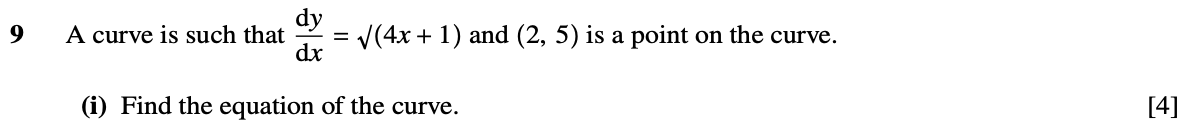 9 A curve is such that dy/dx = √(4x + 1) and (2, 5) is a point on the curve.
(i) Find the equation of the curve. [4]